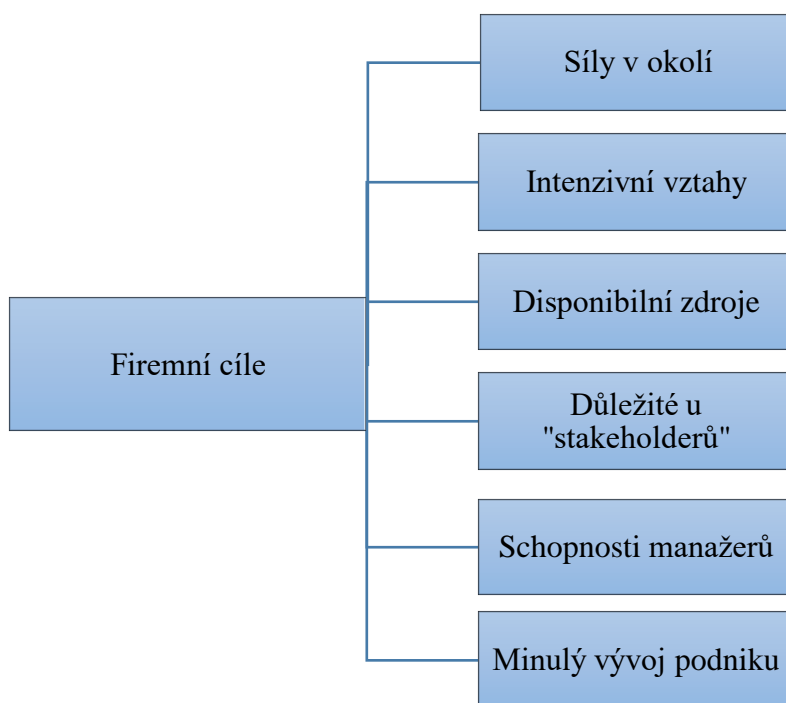 Síly v okolí
Intenzivní vztahy
Disponibilní zdroje
Firemní cíle
Důležité u
"stakeholderů"
Schopnosti manažerů
Minulý vývoj podniku